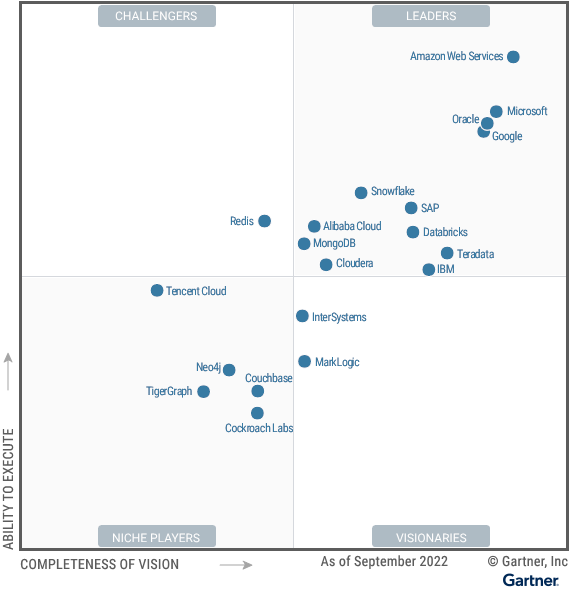 CHALLENGERS
LEADERS
Amazon Web Services
Microsoft
Oracle
Google
Snowflake
SAP
Redis
Alibaba Cloud
Databricks
MongoDB
Teradata
Cloudera
IBM
Tencent Cloud
InterSystems
MarkLogic
Neo4j
Couchbase
TigerGraph
Cockroach Labs
ABILITY TO EXECUTE
NICHE PLAYERS
VISIONARIES
COMPLETENESS OF VISION
As of September 2022
© Gartner, Inc
Gartner